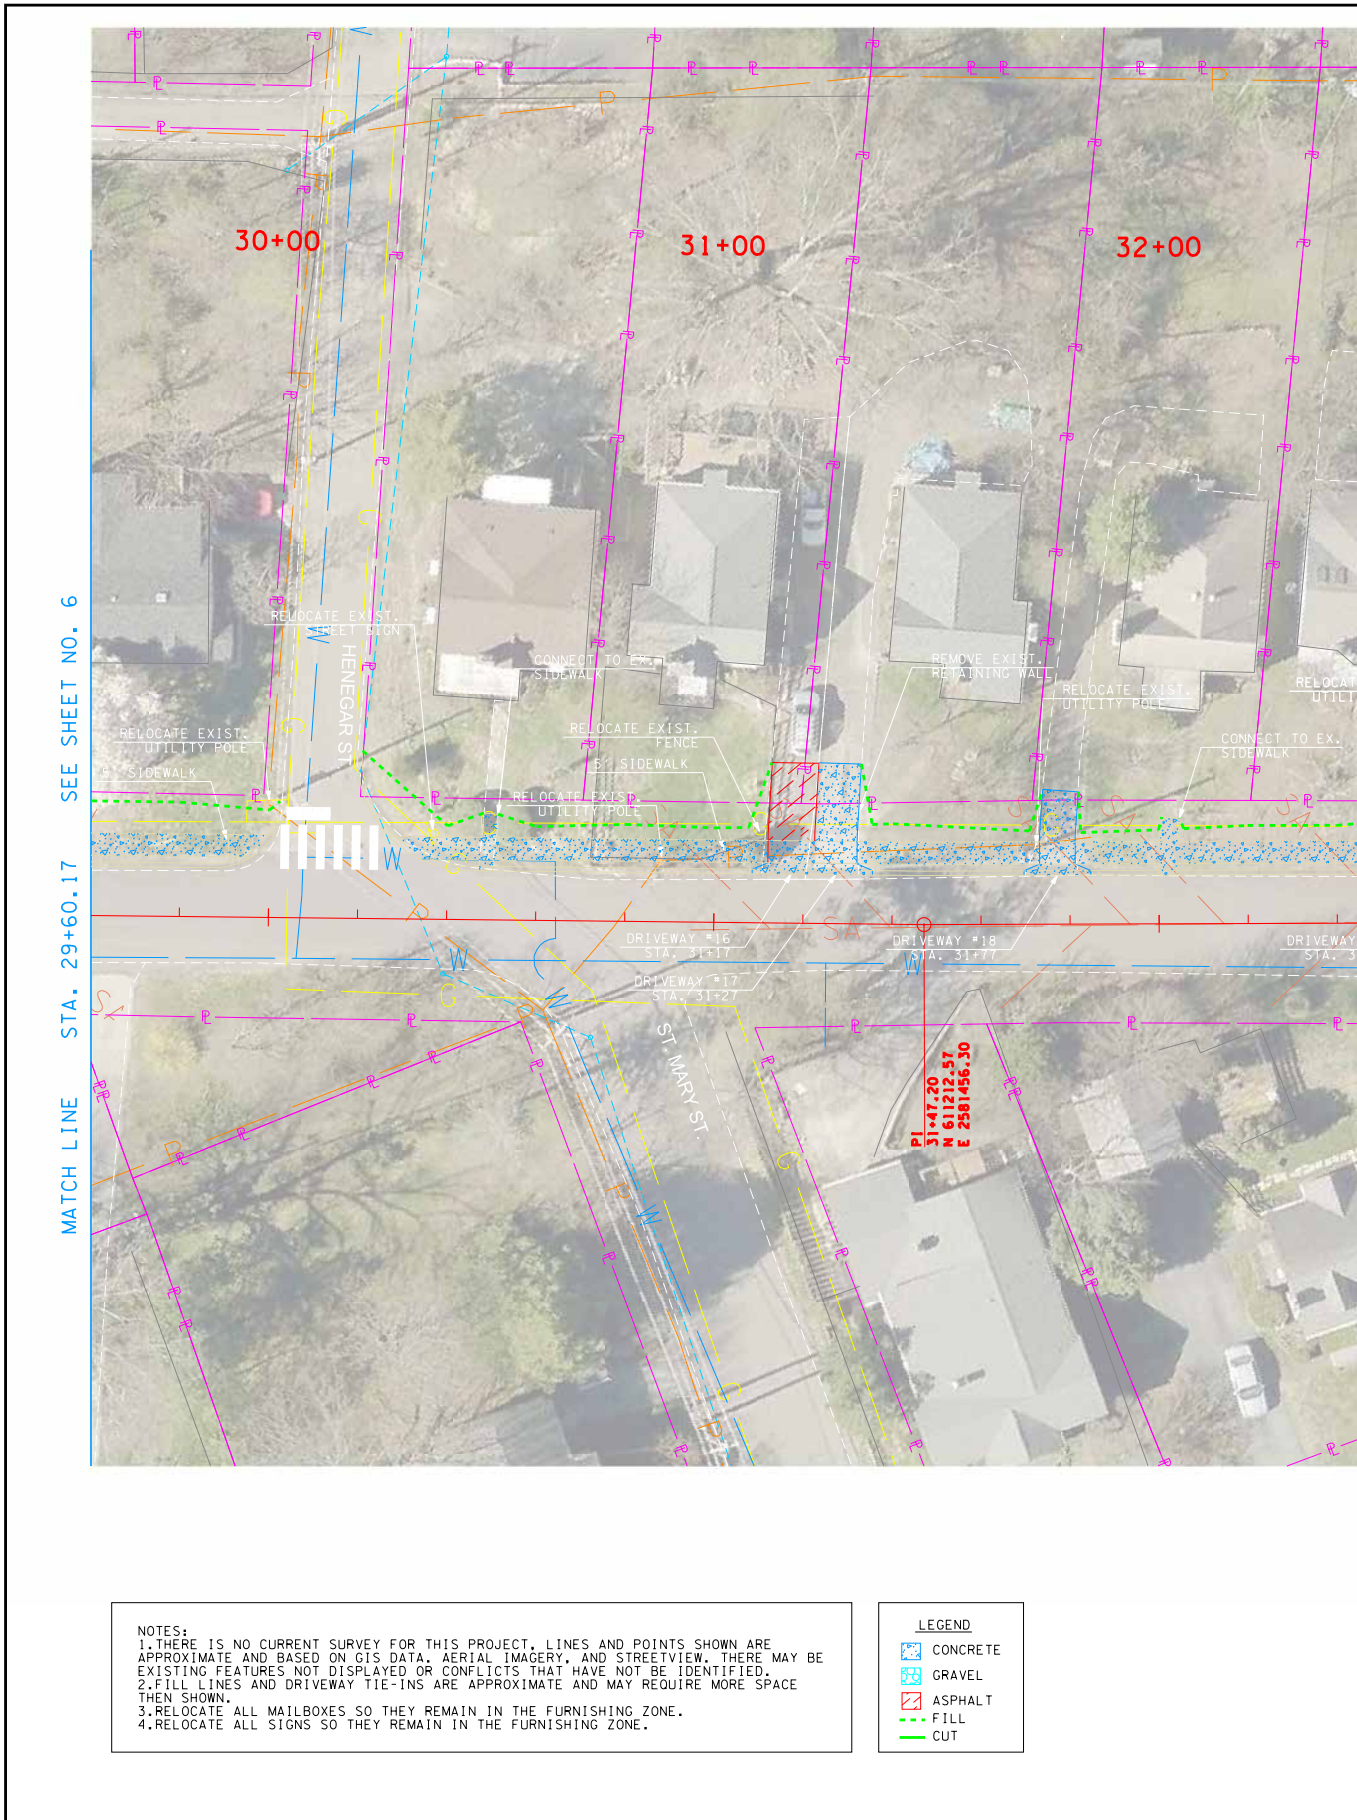 30+00
31+00
32+00
MATCH LINE STA. 29+60.17 SEE SHEET NO. 6
RELOCATE EXIST.
STREET SIGN
HENEGAR ST.
CONNECT TO EX.
SIDEWALK
REMOVE EXIST.
RETAINING WALL
RELOCATE EXIST.
UTILITY POLE
RELOCATE EXIST.
UTILITY POLE
5' SIDEWALK
RELOCATE EXIST.
FENCE
5' SIDEWALK
RELOCATE EXIST.
UTILITY POLE
CONNECT TO EX.
SIDEWALK
DRIVEWAY #16
STA. 31+17
DRIVEWAY #17
STA. 31+27
DRIVEWAY #18
STA. 31+77
DRIVEWAY
ST. MARY ST.
PI
31+47.20
N 611212.57
E 2581456.30
NOTES:
1.THERE IS NO CURRENT SURVEY FOR THIS PROJECT, LINES AND POINTS SHOWN ARE
APPROXIMATE AND BASED ON GIS DATA. AERIAL IMAGERY, AND STREETVIEW. THERE MAY BE
EXISTING FEATURES NOT DISPLAYED OR CONFLICTS THAT HAVE NOT BE IDENTIFIED.
2.FILL LINES AND DRIVEWAY TIE-INS ARE APPROXIMATE AND MAY REQUIRE MORE SPACE
THEN SHOWN.
3.RELOCATE ALL MAILBOXES SO THEY REMAIN IN THE FURNISHING ZONE.
4.RELOCATE ALL SIGNS SO THEY REMAIN IN THE FURNISHING ZONE.
LEGEND
CONCRETE
GRAVEL
ASPHALT
FILL
CUT